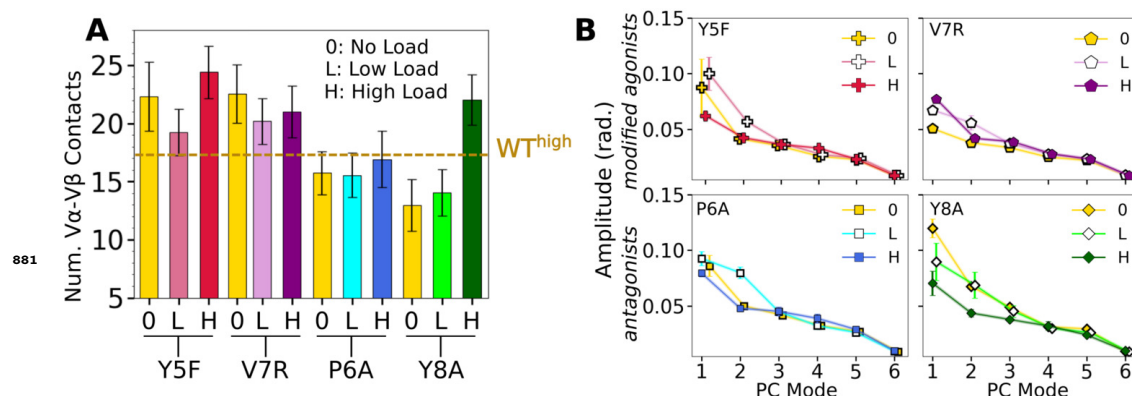 A
Num. Vα-Vβ Contacts
25
20
15
10
5
0: No Load
L: Low Load
H: High Load
WT^high
0 L H 0 L H 0 L H 0 L H
Y5F V7R P6A Y8A
881
B
Amplitude (rad.)
modified agonists
antagonists
0.15
0.10
0.05
Y5F
0
L
H
V7R
0
L
H
0.15
0.10
0.05
P6A
0
L
H
Y8A
0
L
H
1 2 3 4 5 6
PC Mode
1 2 3 4 5 6
PC Mode